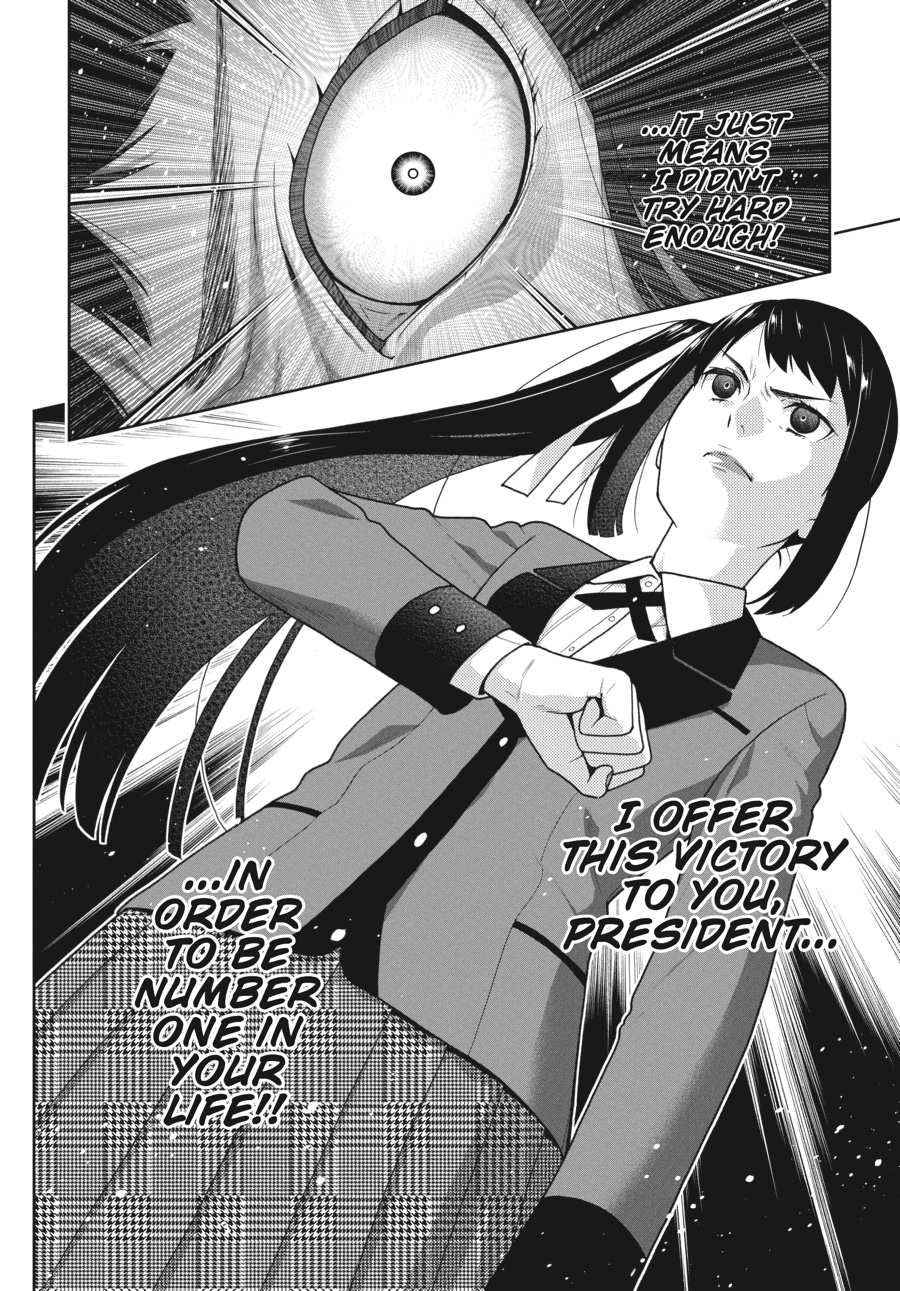 ...IT JUST
MEANS
I DIDN'T
TRY HARD
ENOUGH!
I OFFER
THIS VICTORY
TO YOU,
PRESIDENT...
...IN
ORDER
TO BE
NUMBER
ONE IN
YOUR
LIFE!!